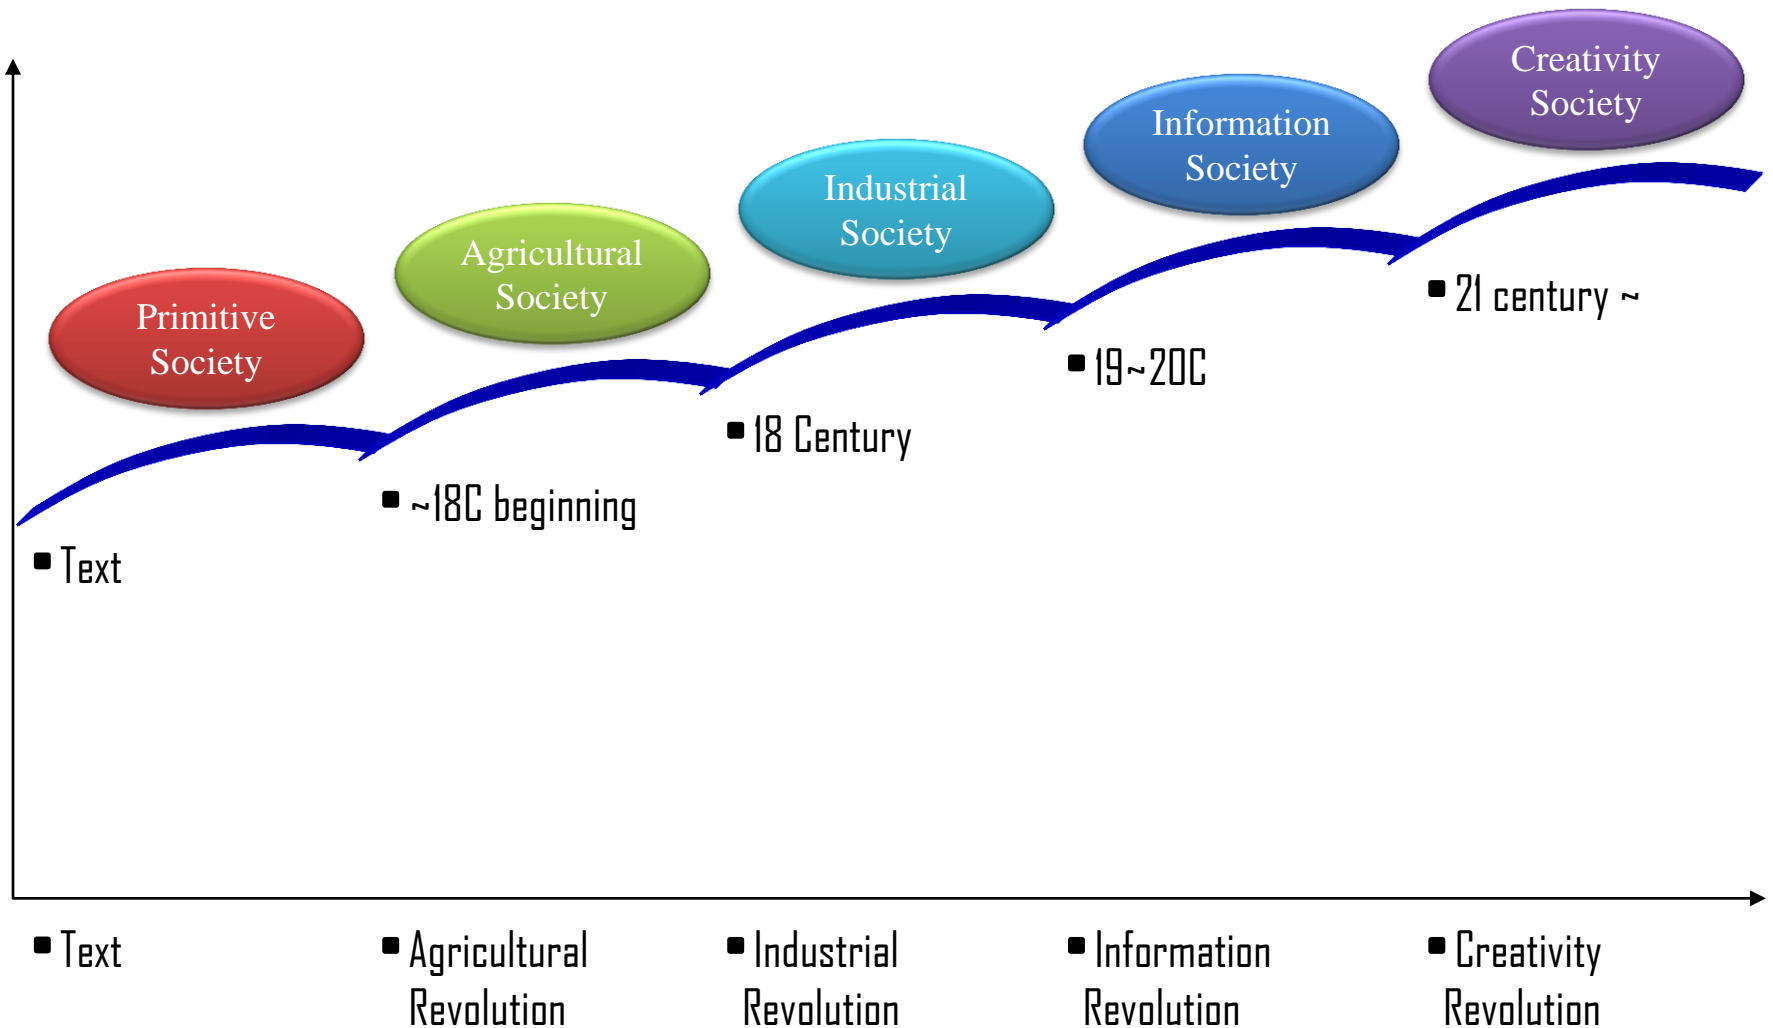 Creativity
Society
Information
Society
Industrial
Society
Agricultural
Society
Primitive
Society
▪ 21 century ~
▪ 19~20C
▪ 18 Century
▪ ~18C beginning
▪ Text
▪ Text
▪ Agricultural
Revolution
▪ Industrial
Revolution
▪ Information
Revolution
▪ Creativity
Revolution